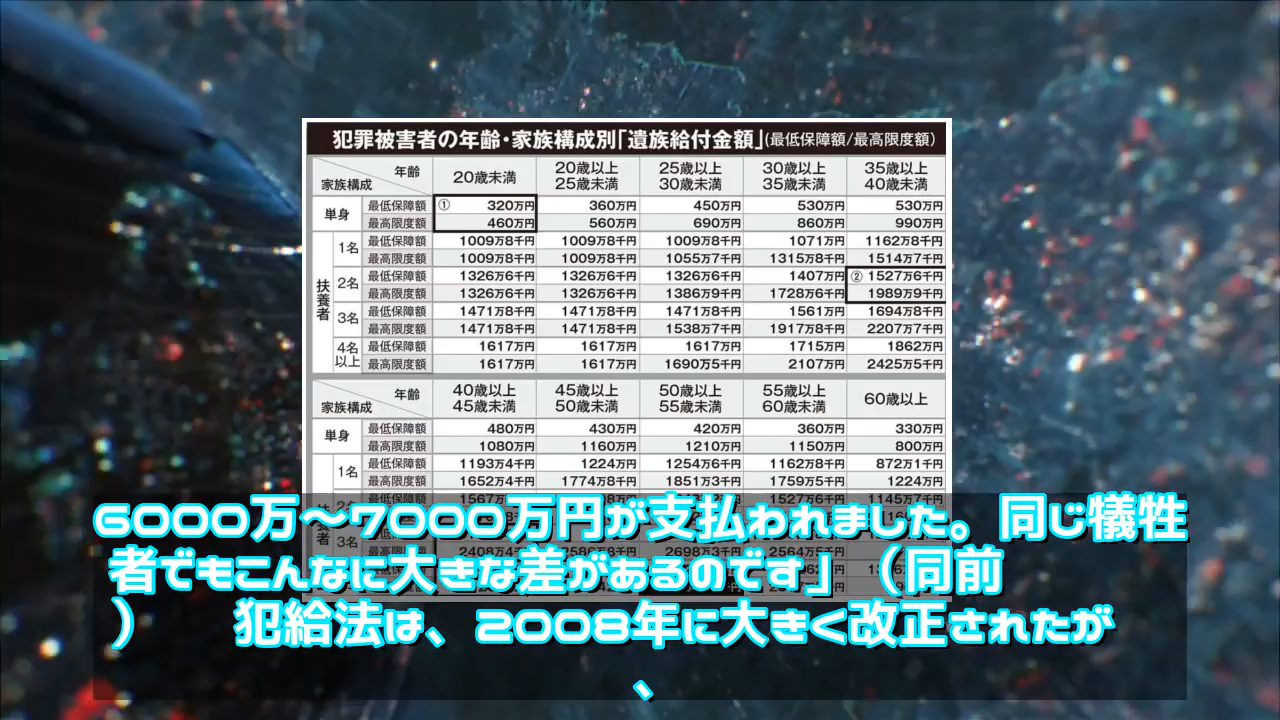 犯罪被害者の年齢・家族構成別「遺族給付金額」(最低保障額/最高限度額)
年齢 家族構成 20歳未満 20歳以上25歳未満 25歳以上30歳未満 30歳以上35歳未満 35歳以上40歳未満
単身 最低保障額 ① 320万円 360万円 450万円 530万円 530万円
最高限度額 460万円 560万円 690万円 860万円 990万円
扶養者 1名 最低保障額 1009万8千円 1009万8千円 1009万8千円 1071万円 1162万8千円
最高限度額 1009万8千円 1009万8千円 1055万7千円 1315万8千円 1514万7千円
2名 最低保障額 1326万6千円 1326万6千円 1326万6千円 1407万円 ② 1527万6千円
最高限度額 1326万6千円 1326万6千円 1386万9千円 1728万6千円 1989万9千円
3名 最低保障額 1471万8千円 1471万8千円 1471万8千円 1561万円 1694万8千円
最高限度額 1471万8千円 1471万8千円 1538万7千円 1917万8千円 2207万7千円
4名以上 最低保障額 1617万円 1617万円 1617万円 1715万円 1862万円
最高限度額 1617万円 1617万円 1690万5千円 2107万円 2425万5千円
年齢 家族構成 40歳以上45歳未満 45歳以上50歳未満 50歳以上55歳未満 55歳以上60歳未満 60歳以上
単身 最低保障額 480万円 430万円 420万円 360万円 330万円
最高限度額 1080万円 1160万円 1210万円 1150万円 800万円
1名 最低保障額 1193万4千円 1224万円 1254万6千円 1162万8千円 872万1千円
最高限度額 1652万4千円 1774万8千円 1851万3千円 1759万5千円 1224万円
6000万～7000万円が支払われました。同じ犠牲
者でもこんなに大きな差があるのです」（同前
）　犯給法は、2008年に大きく改正されたが
、